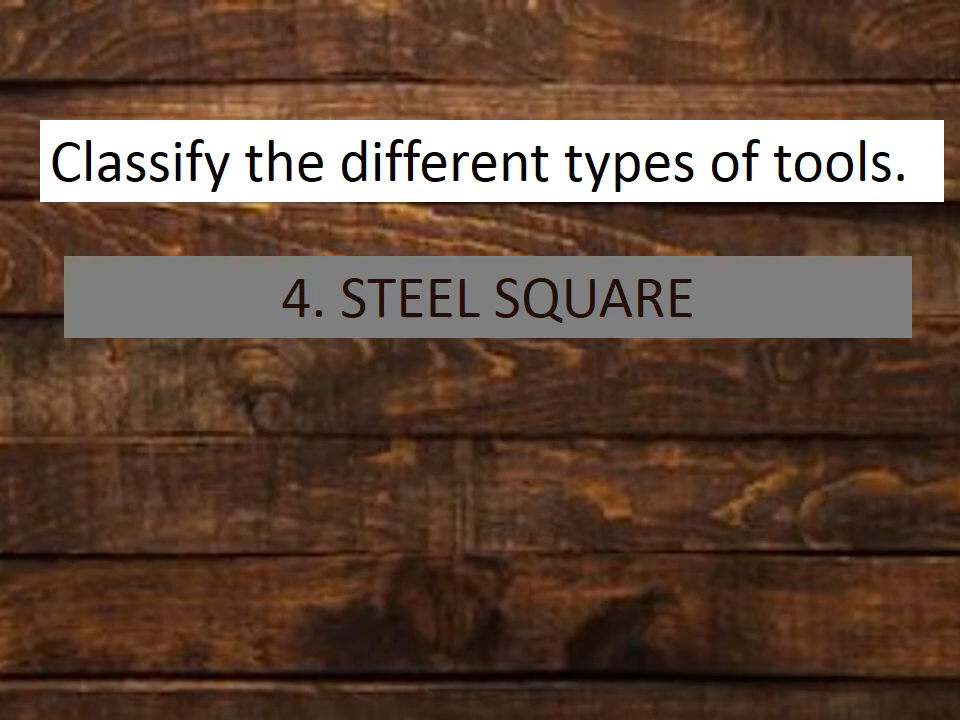 Classify the different types of tools.
4. STEEL SQUARE